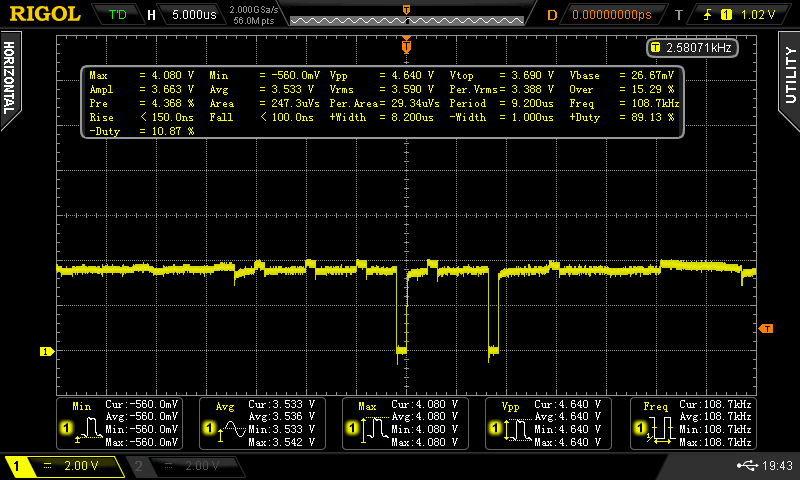 RIGOL T'D H 5.000us 2.000GSa/s D 0.00000000ps T 1 1.02 V
56.0M pts
T
HORIZONTAL
UTILITY
T
T 2.58071kHz
Max = 4.080 V Min = -560.0mV Vpp = 4.640 V Vtop = 3.690 V Vbase = 26.67mV
Ampl = 3.663 V Avg = 3.533 V Vrms = 3.590 V Per.Vrms= 3.388 V Over = 15.29 %
Pre = 4.368 % Area = 247.3uVs Per.Area= 29.34uVs Period = 9.200us Freq = 108.7kHz
Rise < 150.0ns Fall < 100.0ns +Width = 8.200us -Width = 1.000us +Duty = 89.13 %
-Duty = 10.87 %
T
1
Min Cur:-560.0mV Avg Cur:3.533 V Max Cur:4.080 V Vpp Cur:4.640 V Freq Cur:108.7kHz
Avg:-560.0mV Avg:3.536 V Avg:4.080 V Avg:4.640 V Avg:108.7kHz
1 Min:-560.0mV 1 Min:3.533 V 1 Min:4.080 V 1 Min:4.640 V 1 Min:108.7kHz
Max:-560.0mV Max:3.542 V Max:4.080 V Max:4.640 V Max:108.7kHz
1 = 2.00 V 2 = 2.00 V 19:43